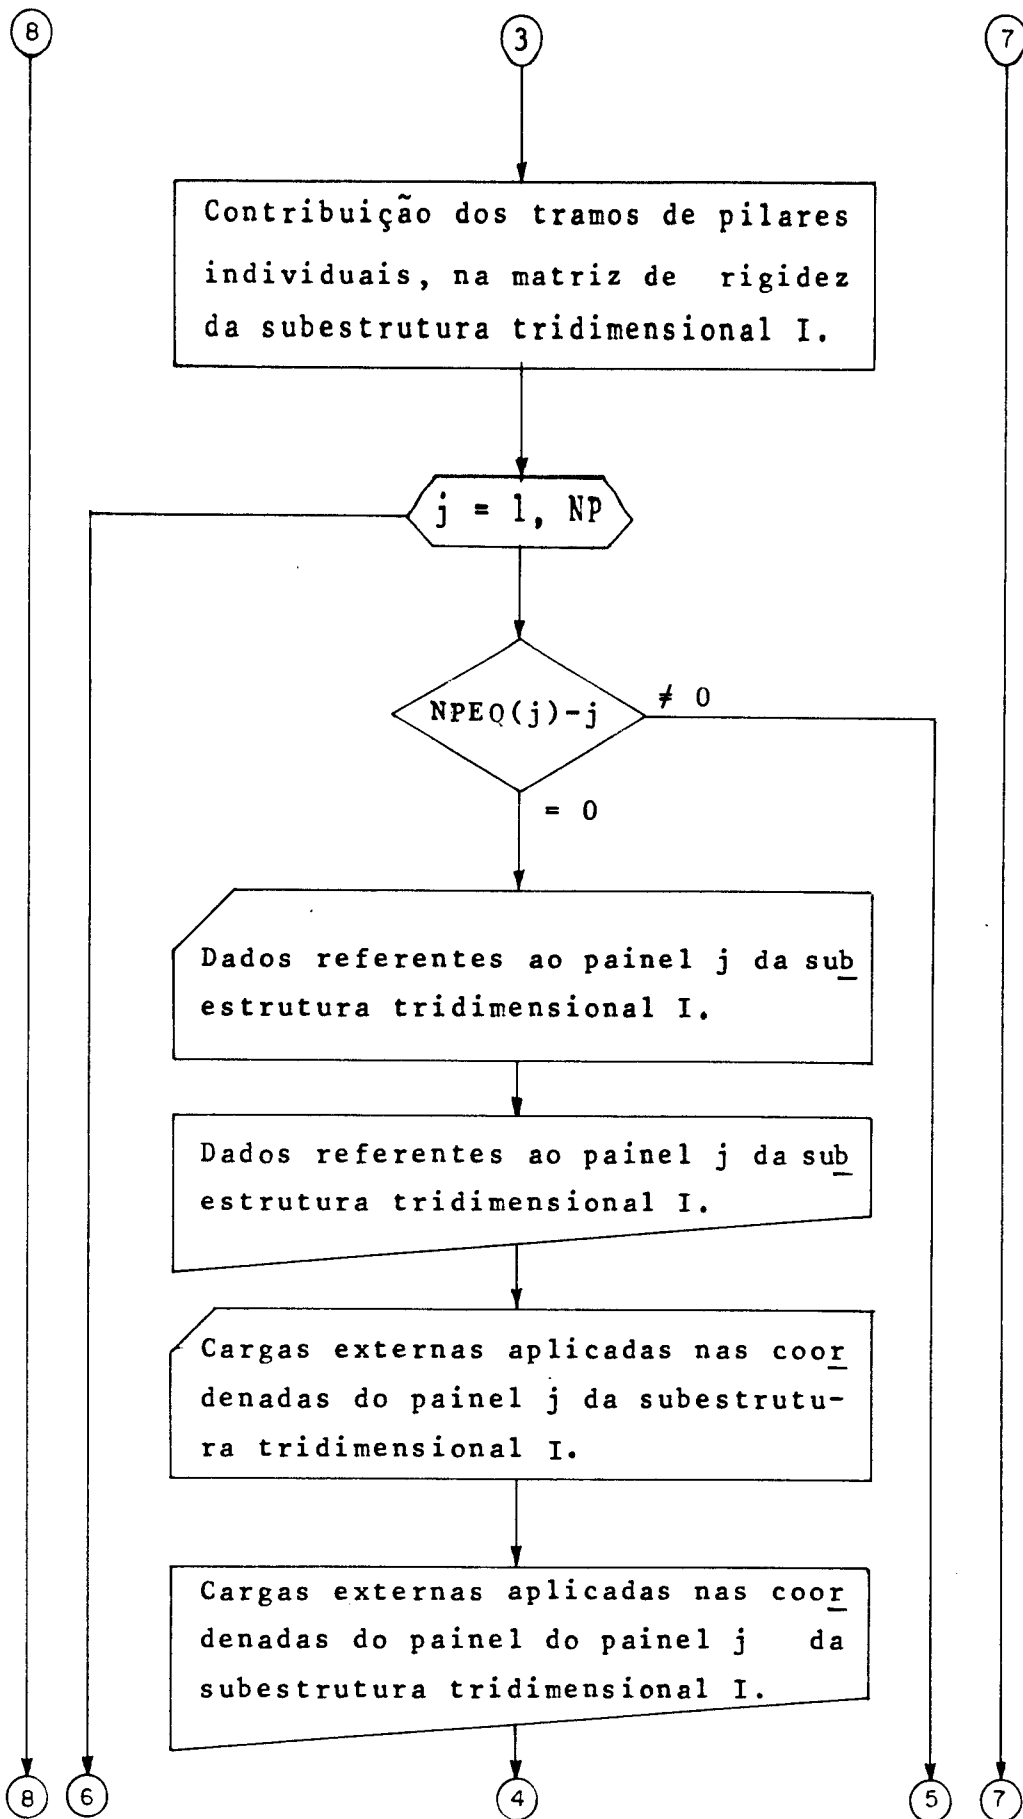 8
3
7
Contribuição dos tramos de pilares
individuais, na matriz de rigidez
da subestrutura tridimensional I.
j = 1, NP
NPEQ(j)-j
≠ 0
= 0
Dados referentes ao painel j da sub
estrutura tridimensional I.
Dados referentes ao painel j da sub
estrutura tridimensional I.
Cargas externas aplicadas nas coor
denadas do painel j da subestrutu-
ra tridimensional I.
Cargas externas aplicadas nas coor
denadas do painel do painel j da
subestrutura tridimensional I.
8
6
4
5
7